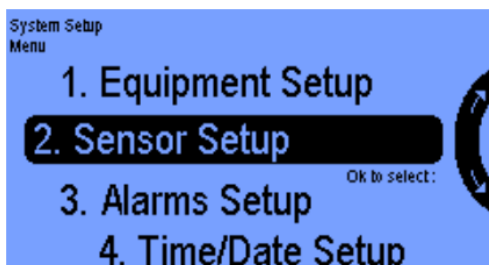 System Setup
Menu
1. Equipment Setup
2. Sensor Setup
Ok to select:
3. Alarms Setup
4. Time/Date Setup